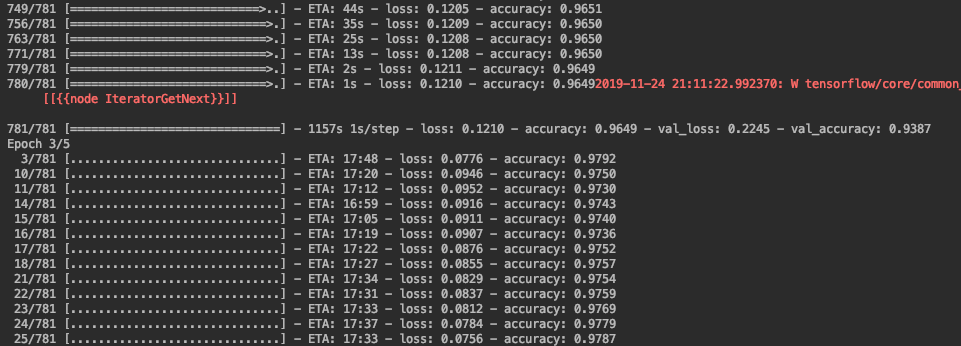 749/781 [============================>..] - ETA: 44s - loss: 0.1205 - accuracy: 0.9651
756/781 [=============================>.] - ETA: 35s - loss: 0.1209 - accuracy: 0.9650
763/781 [=============================>.] - ETA: 25s - loss: 0.1208 - accuracy: 0.9650
771/781 [=============================>.] - ETA: 13s - loss: 0.1208 - accuracy: 0.9650
779/781 [=============================>.] - ETA: 2s - loss: 0.1211 - accuracy: 0.9649
780/781 [=============================>.] - ETA: 1s - loss: 0.1210 - accuracy: 0.96492019-11-24 21:11:22.992370: W tensorflow/core/common_
[[{{node IteratorGetNext}}]]
781/781 [==============================] - 1157s 1s/step - loss: 0.1210 - accuracy: 0.9649 - val_loss: 0.2245 - val_accuracy: 0.9387
Epoch 3/5
3/781 [..............................] - ETA: 17:48 - loss: 0.0776 - accuracy: 0.9792
10/781 [..............................] - ETA: 17:20 - loss: 0.0946 - accuracy: 0.9750
11/781 [..............................] - ETA: 17:12 - loss: 0.0952 - accuracy: 0.9730
14/781 [..............................] - ETA: 16:59 - loss: 0.0916 - accuracy: 0.9743
15/781 [..............................] - ETA: 17:05 - loss: 0.0911 - accuracy: 0.9740
16/781 [..............................] - ETA: 17:19 - loss: 0.0907 - accuracy: 0.9736
17/781 [..............................] - ETA: 17:22 - loss: 0.0876 - accuracy: 0.9752
18/781 [..............................] - ETA: 17:27 - loss: 0.0855 - accuracy: 0.9757
21/781 [..............................] - ETA: 17:34 - loss: 0.0829 - accuracy: 0.9754
22/781 [..............................] - ETA: 17:31 - loss: 0.0837 - accuracy: 0.9759
23/781 [..............................] - ETA: 17:33 - loss: 0.0812 - accuracy: 0.9769
24/781 [..............................] - ETA: 17:37 - loss: 0.0784 - accuracy: 0.9779
25/781 [..............................] - ETA: 17:33 - loss: 0.0756 - accuracy: 0.9787